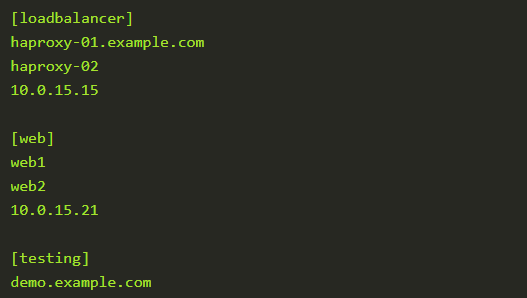 [loadbalancer]
haproxy-01.example.com
haproxy-02
10.0.15.15
[web]
web1
web2
10.0.15.21
[testing]
demo.example.com